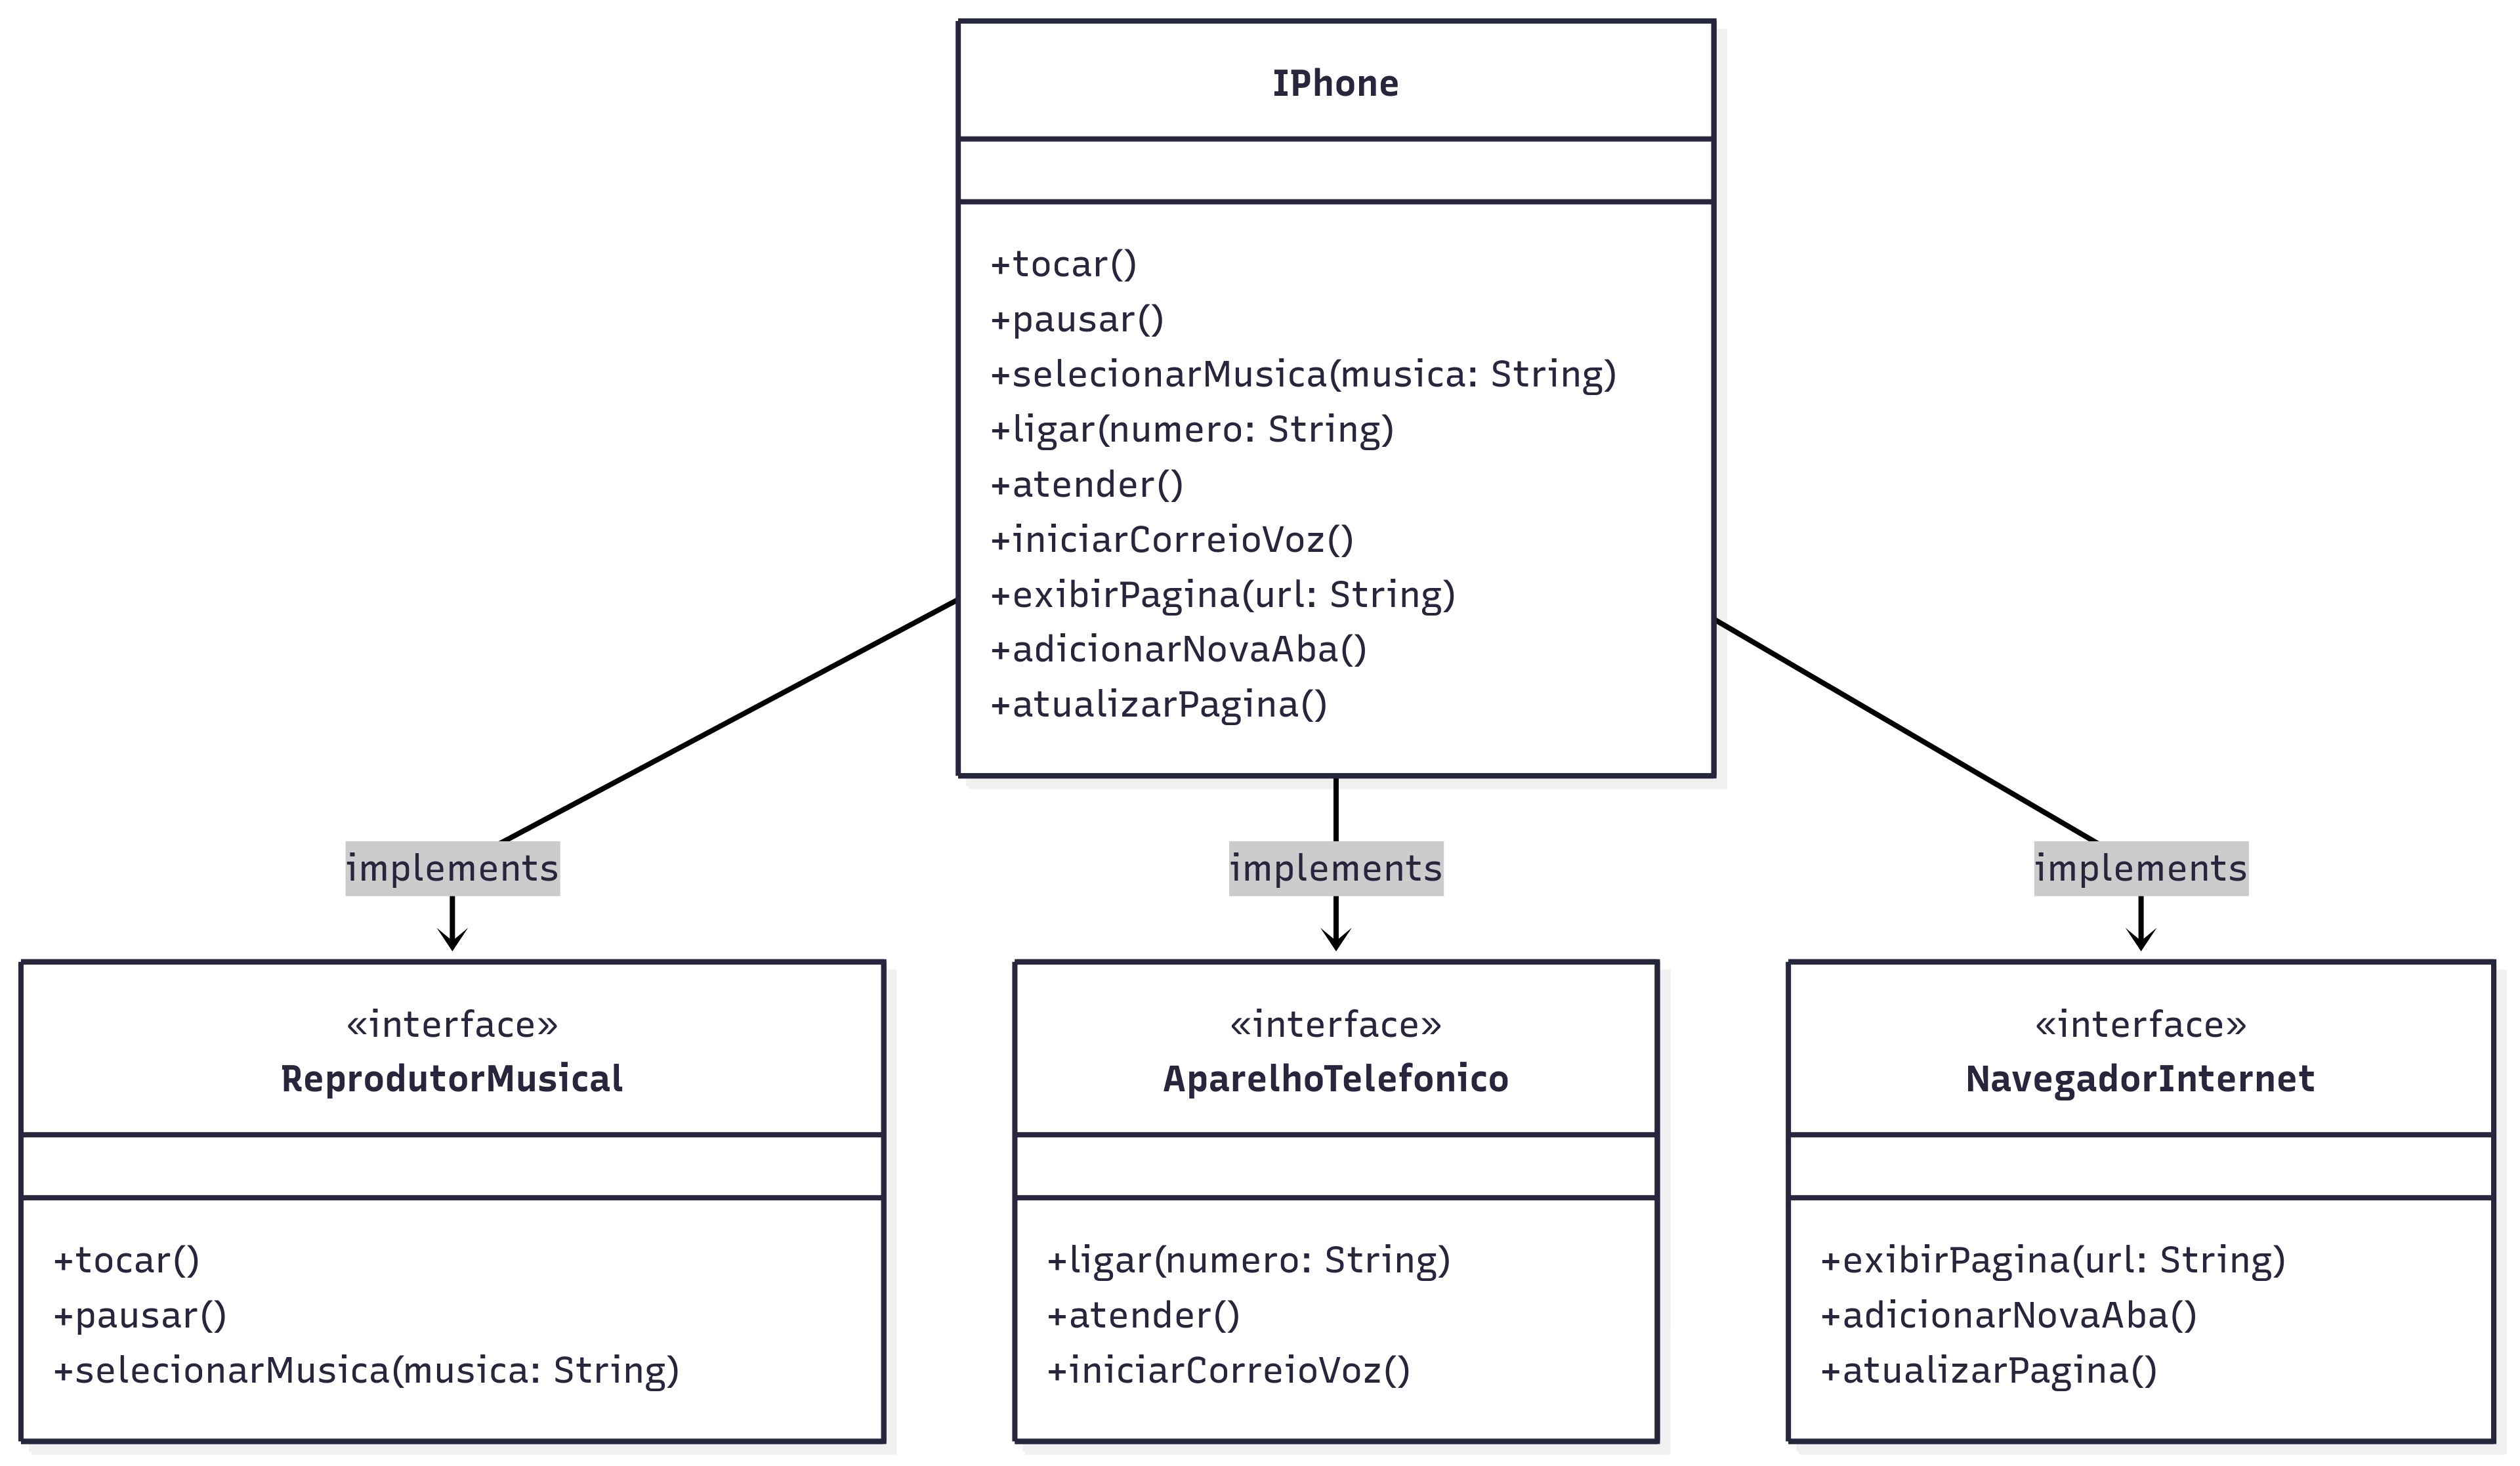 IPhone
+tocar()
+pausar()
+selecionarMusica(musica: String)
+ligar(numero: String)
+atender()
+iniciarCorreioVoz()
+exibirPagina(url: String)
+adicionarNovaAba()
+atualizarPagina()
implements
implements
implements
«interface»
ReprodutorMusical
+tocar()
+pausar()
+selecionarMusica(musica: String)
«interface»
AparelhoTelefonico
+ligar(numero: String)
+atender()
+iniciarCorreioVoz()
«interface»
NavegadorInternet
+exibirPagina(url: String)
+adicionarNovaAba()
+atualizarPagina()